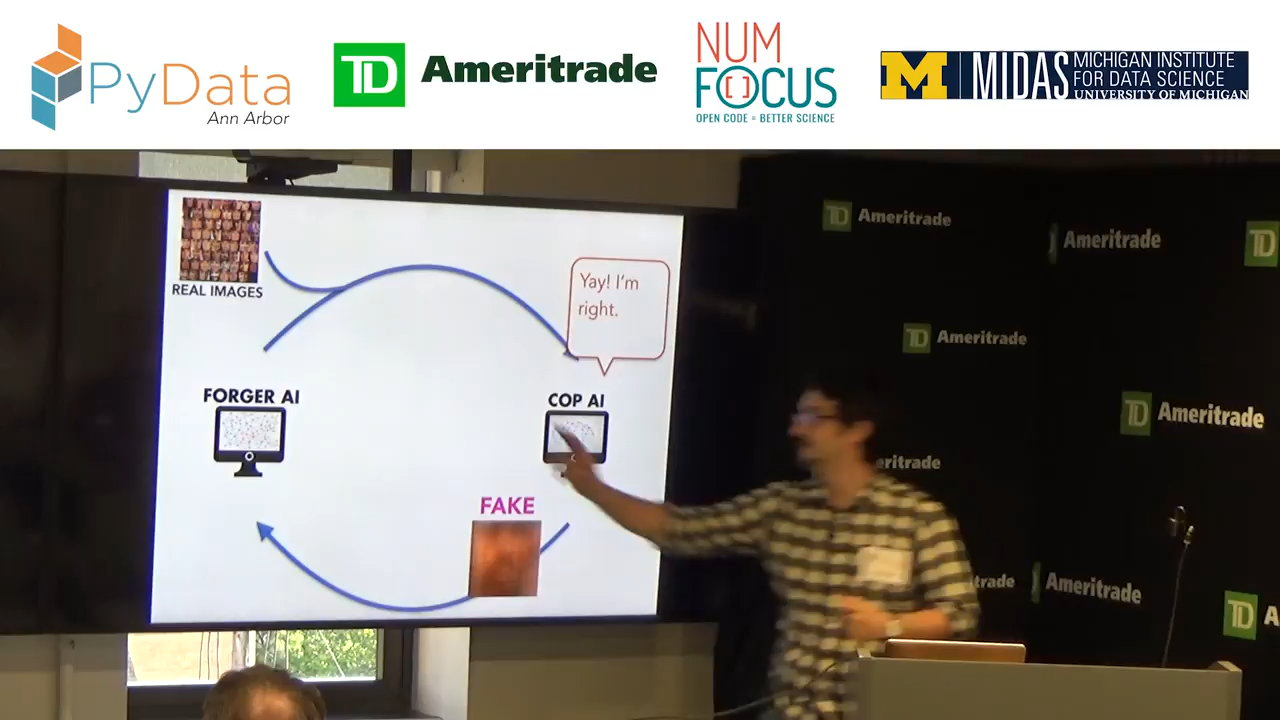 PyData
Ann Arbor
TD Ameritrade
NUM
FOCUS
OPEN CODE = BETTER SCIENCE
M MIDAS
MICHIGAN INSTITUTE
FOR DATA SCIENCE
UNIVERSITY OF MICHIGAN
REAL IMAGES
Yay! I'm
right.
FORGER AI
COP AI
FAKE
TD Ameritrade
Ameritrade
TD
TD Ameritrade
TD Ameritrade
eritrade
trade
Ameritrade
TD A